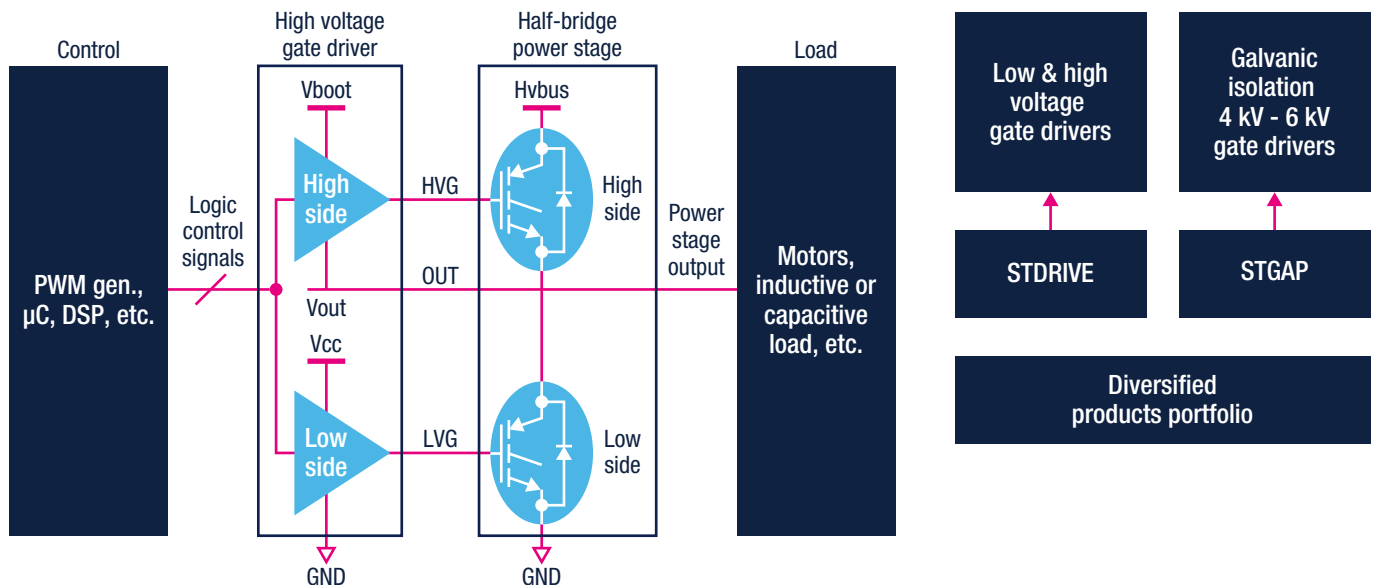 Control
High voltage
gate driver
Half-bridge
power stage
Load
PWM gen.,
µC, DSP, etc.
Logic
control
signals
Vboot
High
side
HVG
OUT
Vout
Vcc
Low
side
LVG
GND
Hvbus
High
side
Low
side
GND
Power
stage
output
Motors,
inductive or
capacitive
load, etc.
Low & high
voltage
gate drivers
Galvanic
isolation
4 kV - 6 kV
gate drivers
STDRIVE
STGAP
Diversified
products portfolio